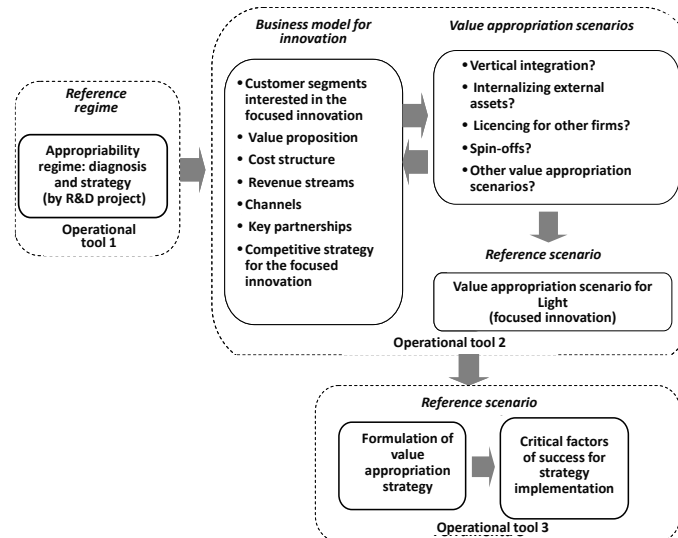 Reference
regime
Appropriability
regime: diagnosis
and strategy
(by R&D project)
Operational
tool 1
Business model for
innovation
• Customer segments
interested in the
focused innovation
• Value proposition
• Cost structure
• Revenue streams
• Channels
• Key partnerships
• Competitive strategy
for the focused
innovation
Value appropriation scenarios
• Vertical integration?
• Internalizing external
assets?
• Licencing for other firms?
• Spin-offs?
• Other value appropriation
scenarios?
Reference scenario
Value appropriation scenario for
Light
(focused innovation)
Operational tool 2
Reference scenario
Formulation of
value
appropriation
strategy
Critical factors
of success for
strategy
implementation
Operational tool 3